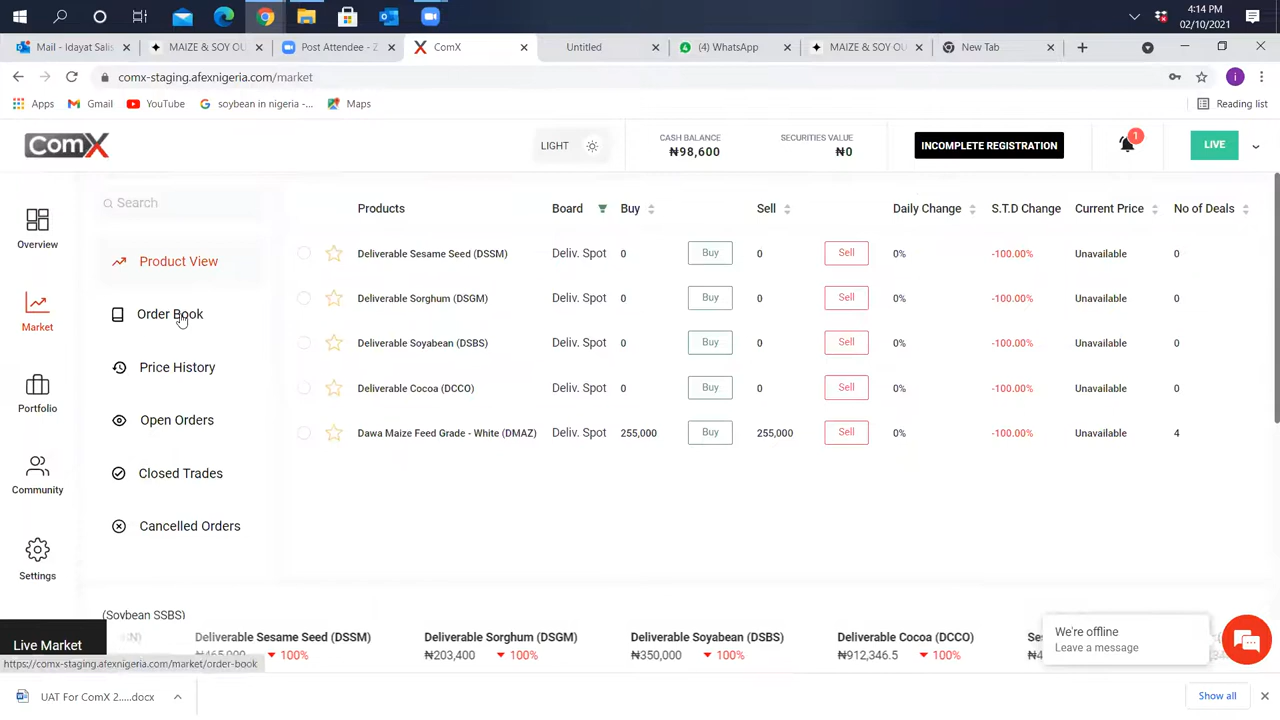 4:14 PM
02/10/2021
Mail - Idayat Salis
MAIZE & SOY OU
Post Attendee - Z
ComX
Untitled
(4) WhatsApp
MAIZE & SOY OU
New Tab
comx-staging.afexnigeria.com/market
i
Apps
Gmail
YouTube
soybean in nigeria -...
Maps
Reading list
ComX
LIGHT
CASH BALANCE
₦98,600
SECURITIES VALUE
₦0
INCOMPLETE REGISTRATION
1
LIVE
Overview
Market
Portfolio
Community
Settings
Search
Product View
Order Book
Price History
Open Orders
Closed Trades
Cancelled Orders
Products Board Buy Sell Daily Change S.T.D Change Current Price No of Deals
Deliverable Sesame Seed (DSSM) Deliv. Spot 0 Buy 0 Sell 0% -100.00% Unavailable 0
Deliverable Sorghum (DSGM) Deliv. Spot 0 Buy 0 Sell 0% -100.00% Unavailable 0
Deliverable Soyabean (DSBS) Deliv. Spot 0 Buy 0 Sell 0% -100.00% Unavailable 0
Deliverable Cocoa (DCCO) Deliv. Spot 0 Buy 0 Sell 0% -100.00% Unavailable 0
Dawa Maize Feed Grade - White (DMAZ) Deliv. Spot 255,000 Buy 255,000 Sell 0% -100.00% Unavailable 4
(Soybean SSBS)
Live Market
Deliverable Sesame Seed (DSSM) Deliverable Sorghum (DSGM) Deliverable Soyabean (DSBS) Deliverable Cocoa (DCCO)
₦465,000 100% ₦203,400 100% ₦350,000 100% ₦912,346.5 100%
We're offline
Leave a message
https://comx-staging.afexnigeria.com/market/order-book
UAT For ComX 2.....docx
Show all